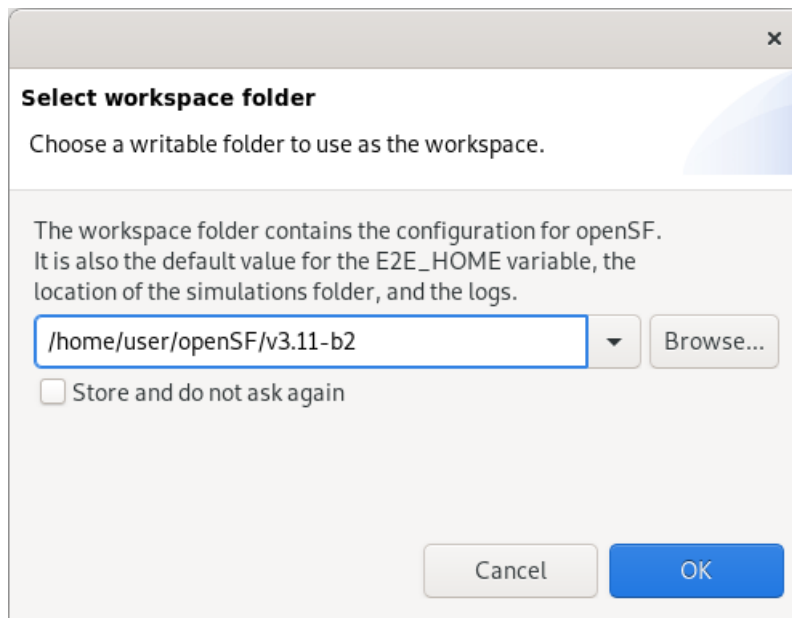 Select workspace folder
Choose a writable folder to use as the workspace.
The workspace folder contains the configuration for openSF.
It is also the default value for the E2E_HOME variable, the
location of the simulations folder, and the logs.
/home/user/openSF/v3.11-b2
Browse...
Store and do not ask again
Cancel
OK